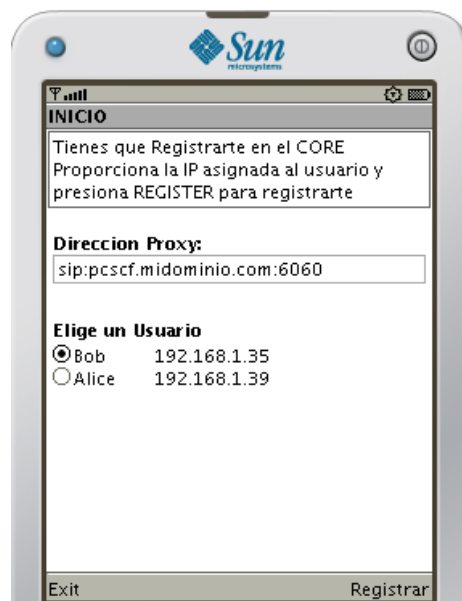 Sun
microsystems
INICIO
Tienes que Registrarte en el CORE
Proporciona la IP asignada al usuario y
presiona REGISTER para registrarte
Direccion Proxy:
sip:pcscf.midominio.com:6060
Elige un Usuario
Bob 192.168.1.35
Alice 192.168.1.39
Exit Registrar